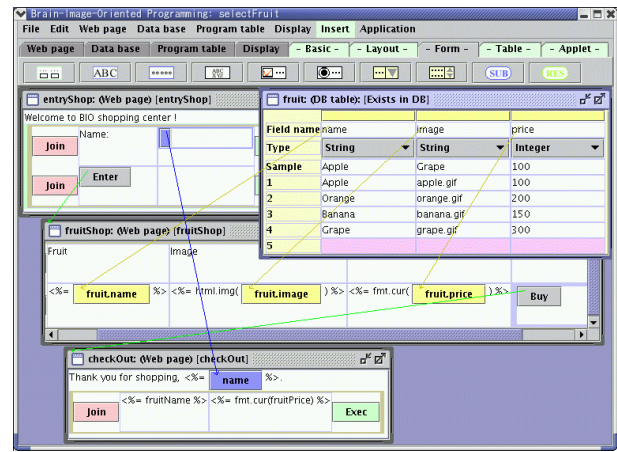 Brain-Image-Oriented Programming: selectFruit
File Edit Web page Data base Program table Display Insert Application
Web page Data base Program table Display - Basic - - Layout - - Form - - Table - - Applet -
ABC ABC SUB RES
entryShop: (Web page) [entryShop]
Welcome to BIO shopping center !
Join Name:
Join Enter
fruit: (DB table): [Exists in DB]
Field name name image price
Type String String Integer
Sample Apple Grape 100
1 Apple apple.gif 100
2 Orange orange.gif 200
3 Banana banana.gif 150
4 Grape grape.gif 300
5
fruitShop: (Web page) [fruitShop]
Fruit Image
<%= fruit.name %> <%= html.img( fruit.image ) %> <%= fmt.cur( fruit.price ) %> Buy
checkOut: (Web page) [checkOut]
Thank you for shopping, <%= name %>.
Join <%= fruitName %> <%= fmt.cur(fruitPrice) %> Exec